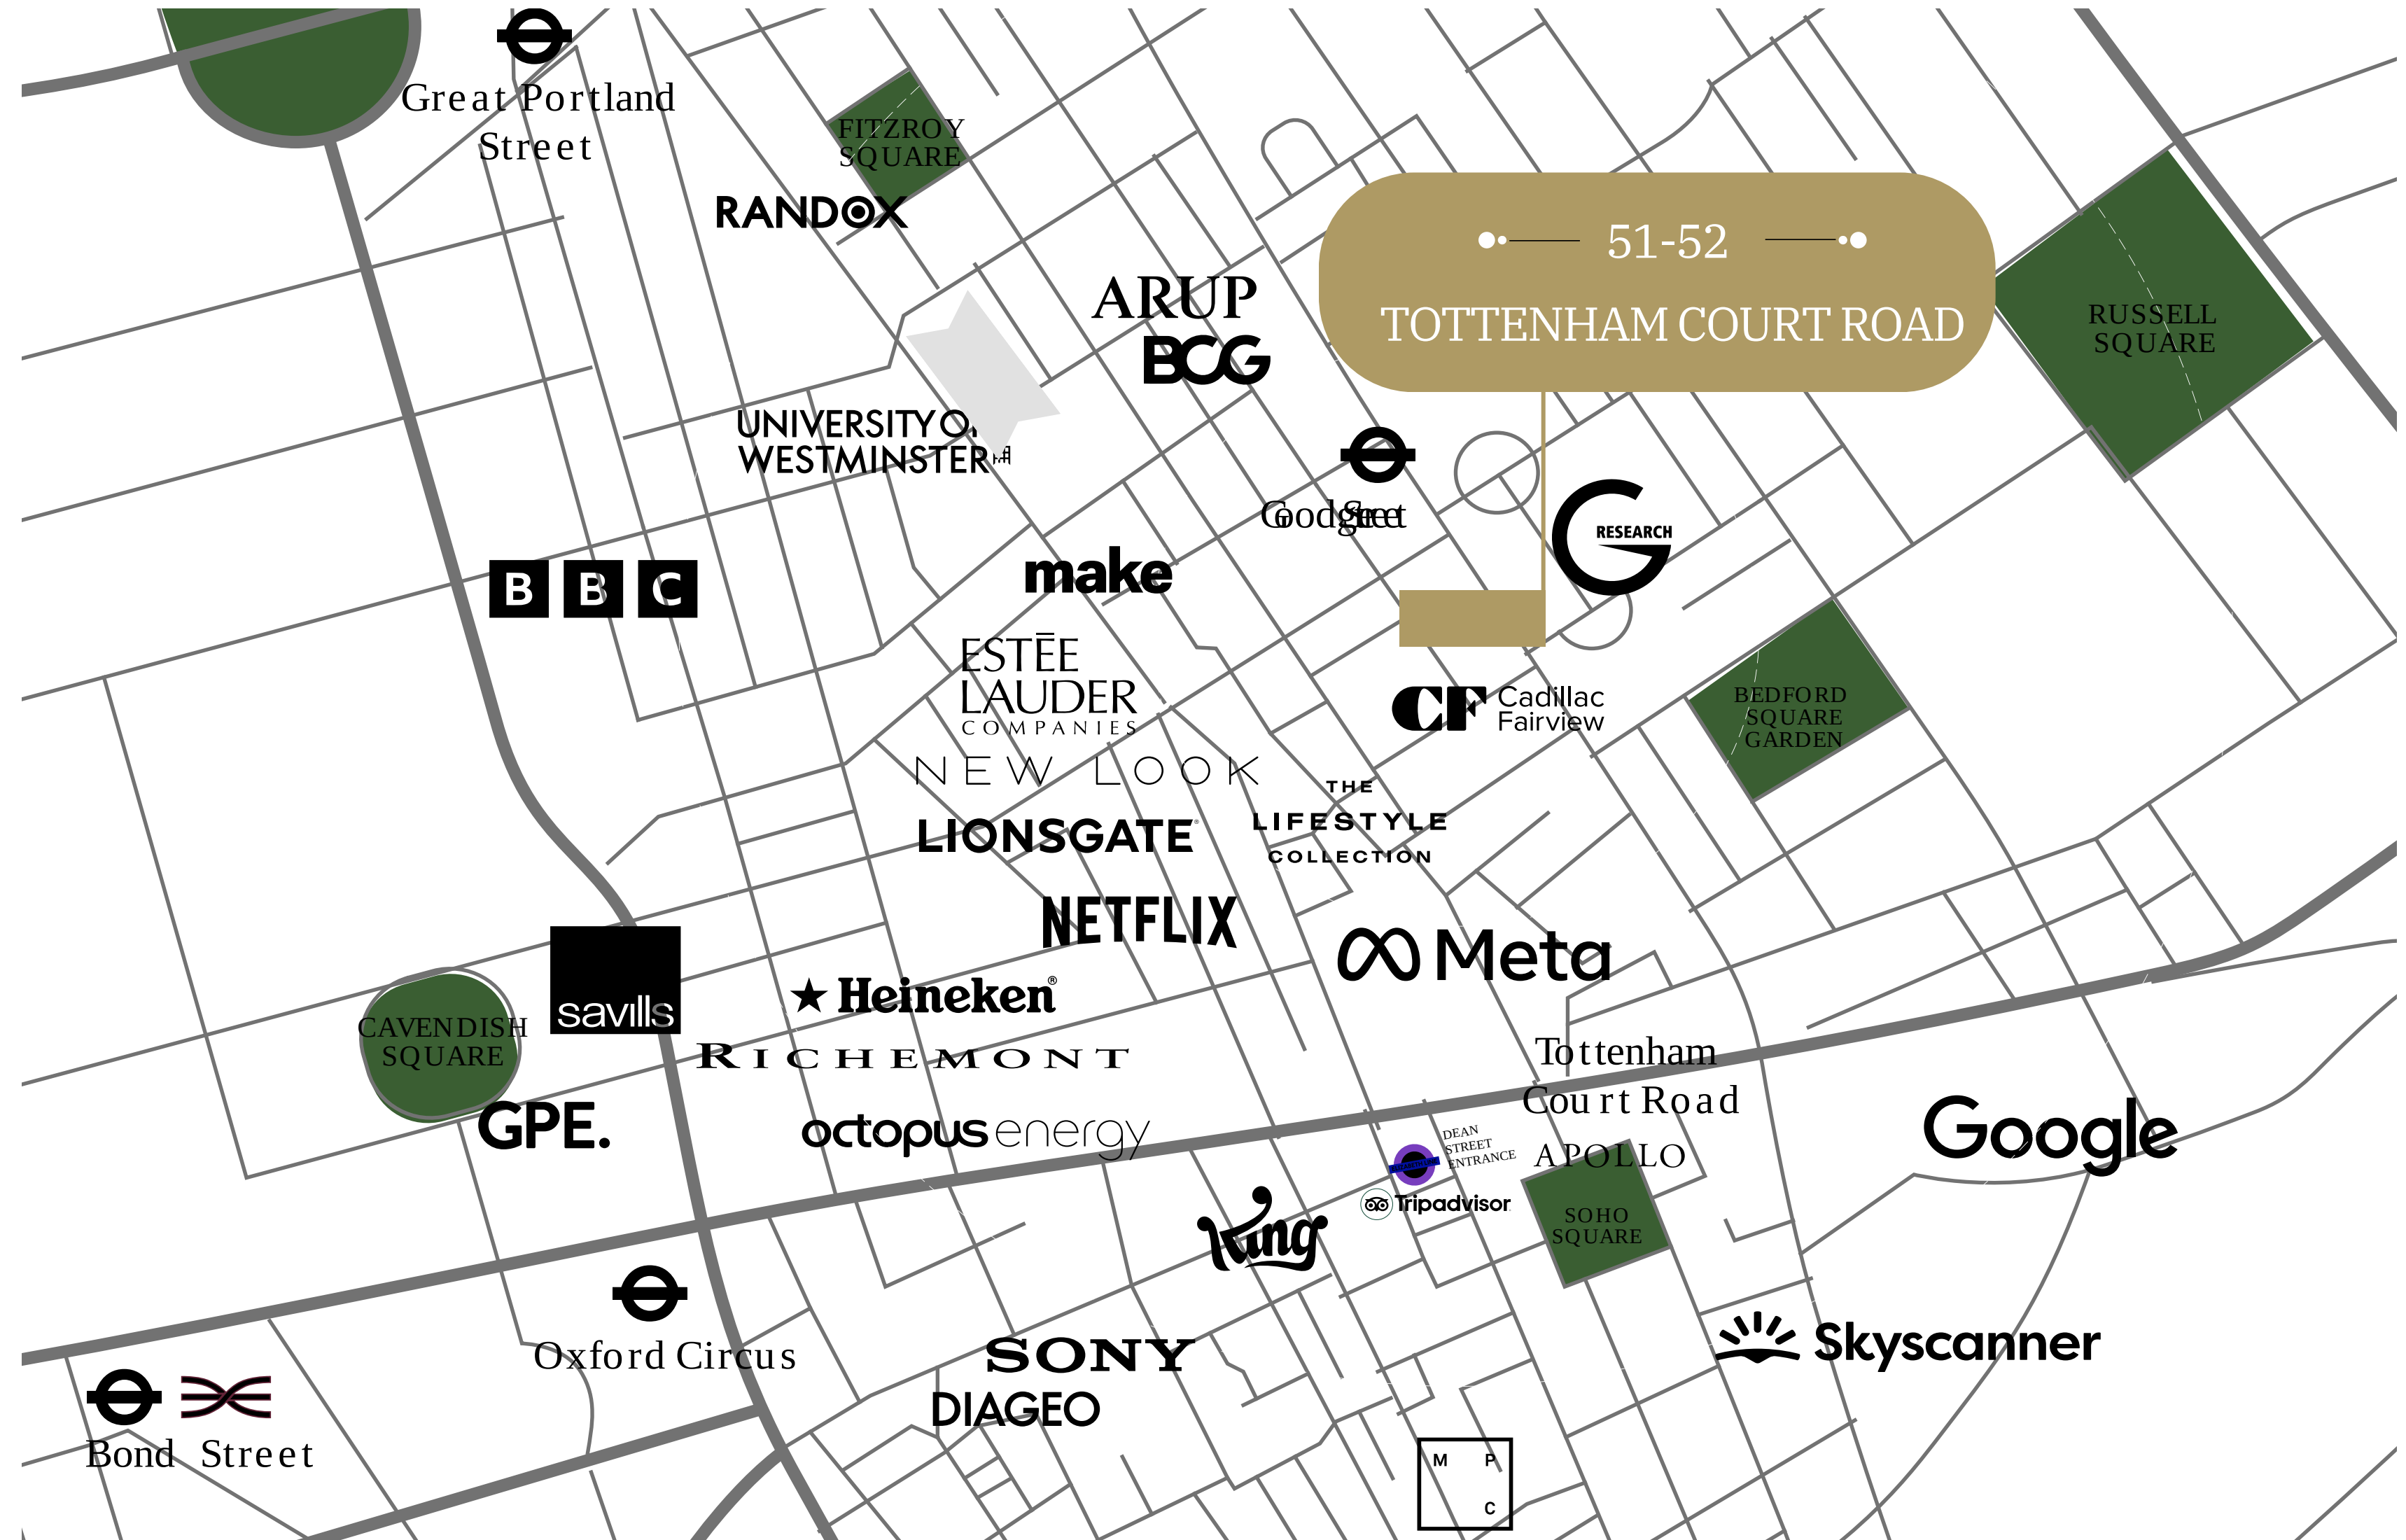 Great Portland
Street
FITZROY
SQUARE
RANDOX
51-52
TOTTENHAM COURT ROAD
ARUP
BCG
RUSSELL
SQUARE
UNIVERSITY OF
WESTMINSTER
Goodge Street
G RESEARCH
BBC
make
ESTĒE
LAUDER
COMPANIES
CF Cadillac
Fairview
BEDFORD
SQUARE
GARDEN
NEW LOOK
THE
LIFESTYLE
COLLECTION
LIONSGATE
NETFLIX
Meta
savills
Heineken®
CAVENDISH
SQUARE
RICHEMONT
Tottenham
Court Road
GPE.
octopus energy
DEAN
STREET
ENTRANCE
APOLLO
Google
Tripadvisor
King
SOHO
SQUARE
Oxford Circus
SONY
Skyscanner
DIAGEO
Bond Street
M P
C